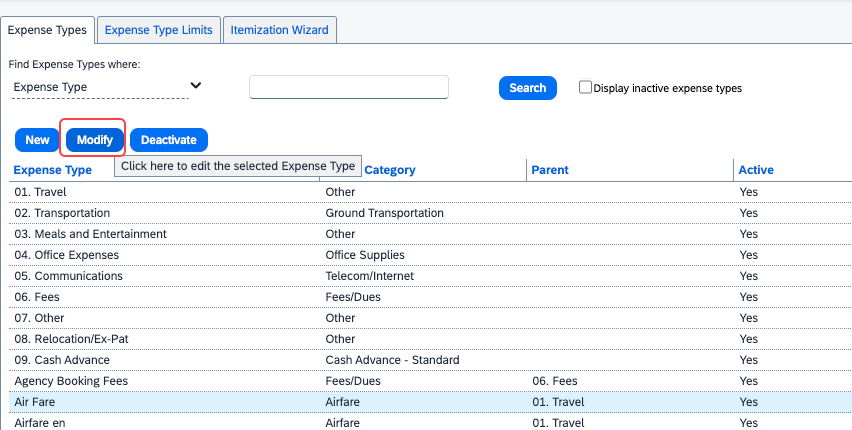 Expense Types Expense Type Limits Itemization Wizard
Find Expense Types where:
Expense Type Search Display inactive expense types
New Modify Deactivate
Click here to edit the selected Expense Type
Expense Type Category Parent Active
01. Travel Other Yes
02. Transportation Ground Transportation Yes
03. Meals and Entertainment Other Yes
04. Office Expenses Office Supplies Yes
05. Communications Telecom/Internet Yes
06. Fees Fees/Dues Yes
07. Other Other Yes
08. Relocation/Ex-Pat Other Yes
09. Cash Advance Cash Advance - Standard Yes
Agency Booking Fees Fees/Dues 06. Fees Yes
Air Fare Airfare 01. Travel Yes
Airfare en Airfare 01. Travel Yes